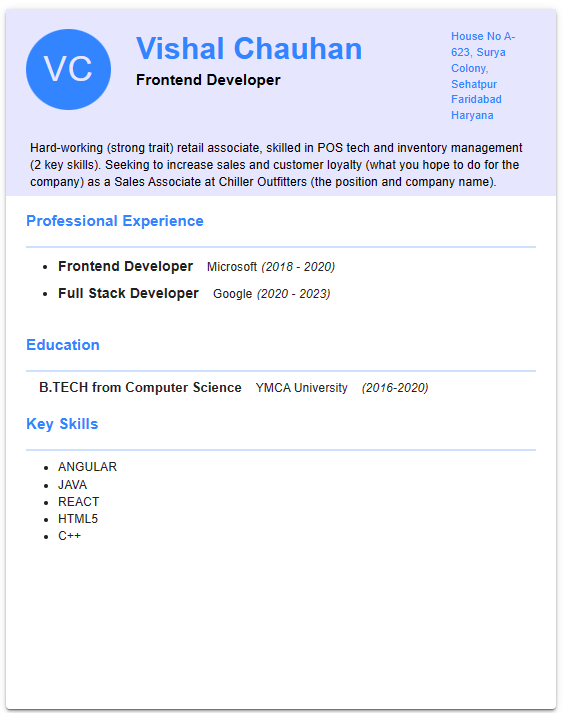 VC
Vishal Chauhan
Frontend Developer
House No A-
623, Surya
Colony,
Sehatpur
Faridabad
Haryana
Hard-working (strong trait) retail associate, skilled in POS tech and inventory management
(2 key skills). Seeking to increase sales and customer loyalty (what you hope to do for the
company) as a Sales Associate at Chiller Outfitters (the position and company name).
Professional Experience
• Frontend Developer Microsoft (2018 - 2020)
• Full Stack Developer Google (2020 - 2023)
Education
B.TECH from Computer Science YMCA University (2016-2020)
Key Skills
• ANGULAR
• JAVA
• REACT
• HTML5
• C++